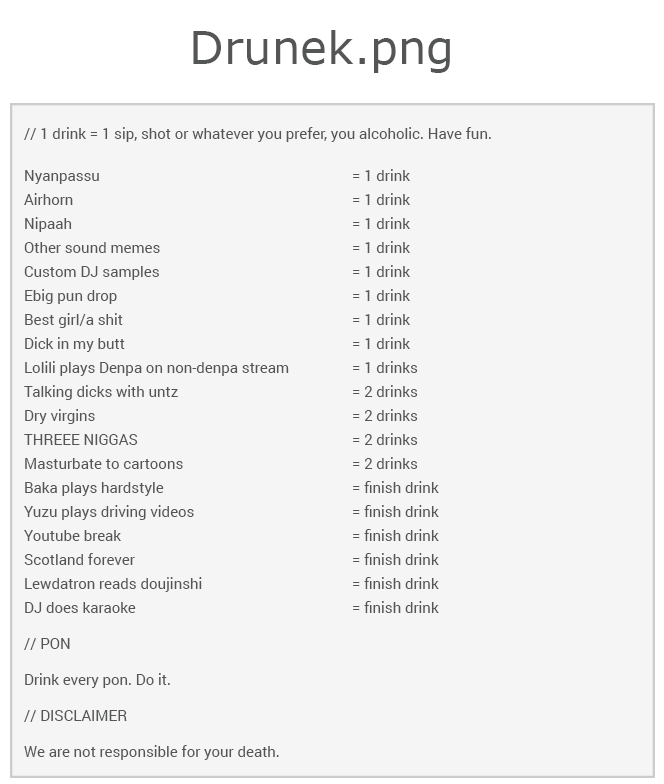 Drunek.png
// 1 drink = 1 sip, shot or whatever you prefer, you alcoholic. Have fun.
Nyanpassu = 1 drink
Airhorn = 1 drink
Nipaah = 1 drink
Other sound memes = 1 drink
Custom DJ samples = 1 drink
Ebig pun drop = 1 drink
Best girl/a shit = 1 drink
Dick in my butt = 1 drink
Lolili plays Denpa on non-denpa stream = 1 drinks
Talking dicks with untz = 2 drinks
Dry virgins = 2 drinks
THREEE NIGGAS = 2 drinks
Masturbate to cartoons = 2 drinks
Baka plays hardstyle = finish drink
Yuzu plays driving videos = finish drink
Youtube break = finish drink
Scotland forever = finish drink
Lewdatron reads doujinshi = finish drink
DJ does karaoke = finish drink
// PON
Drink every pon. Do it.
// DISCLAIMER
We are not responsible for your death.